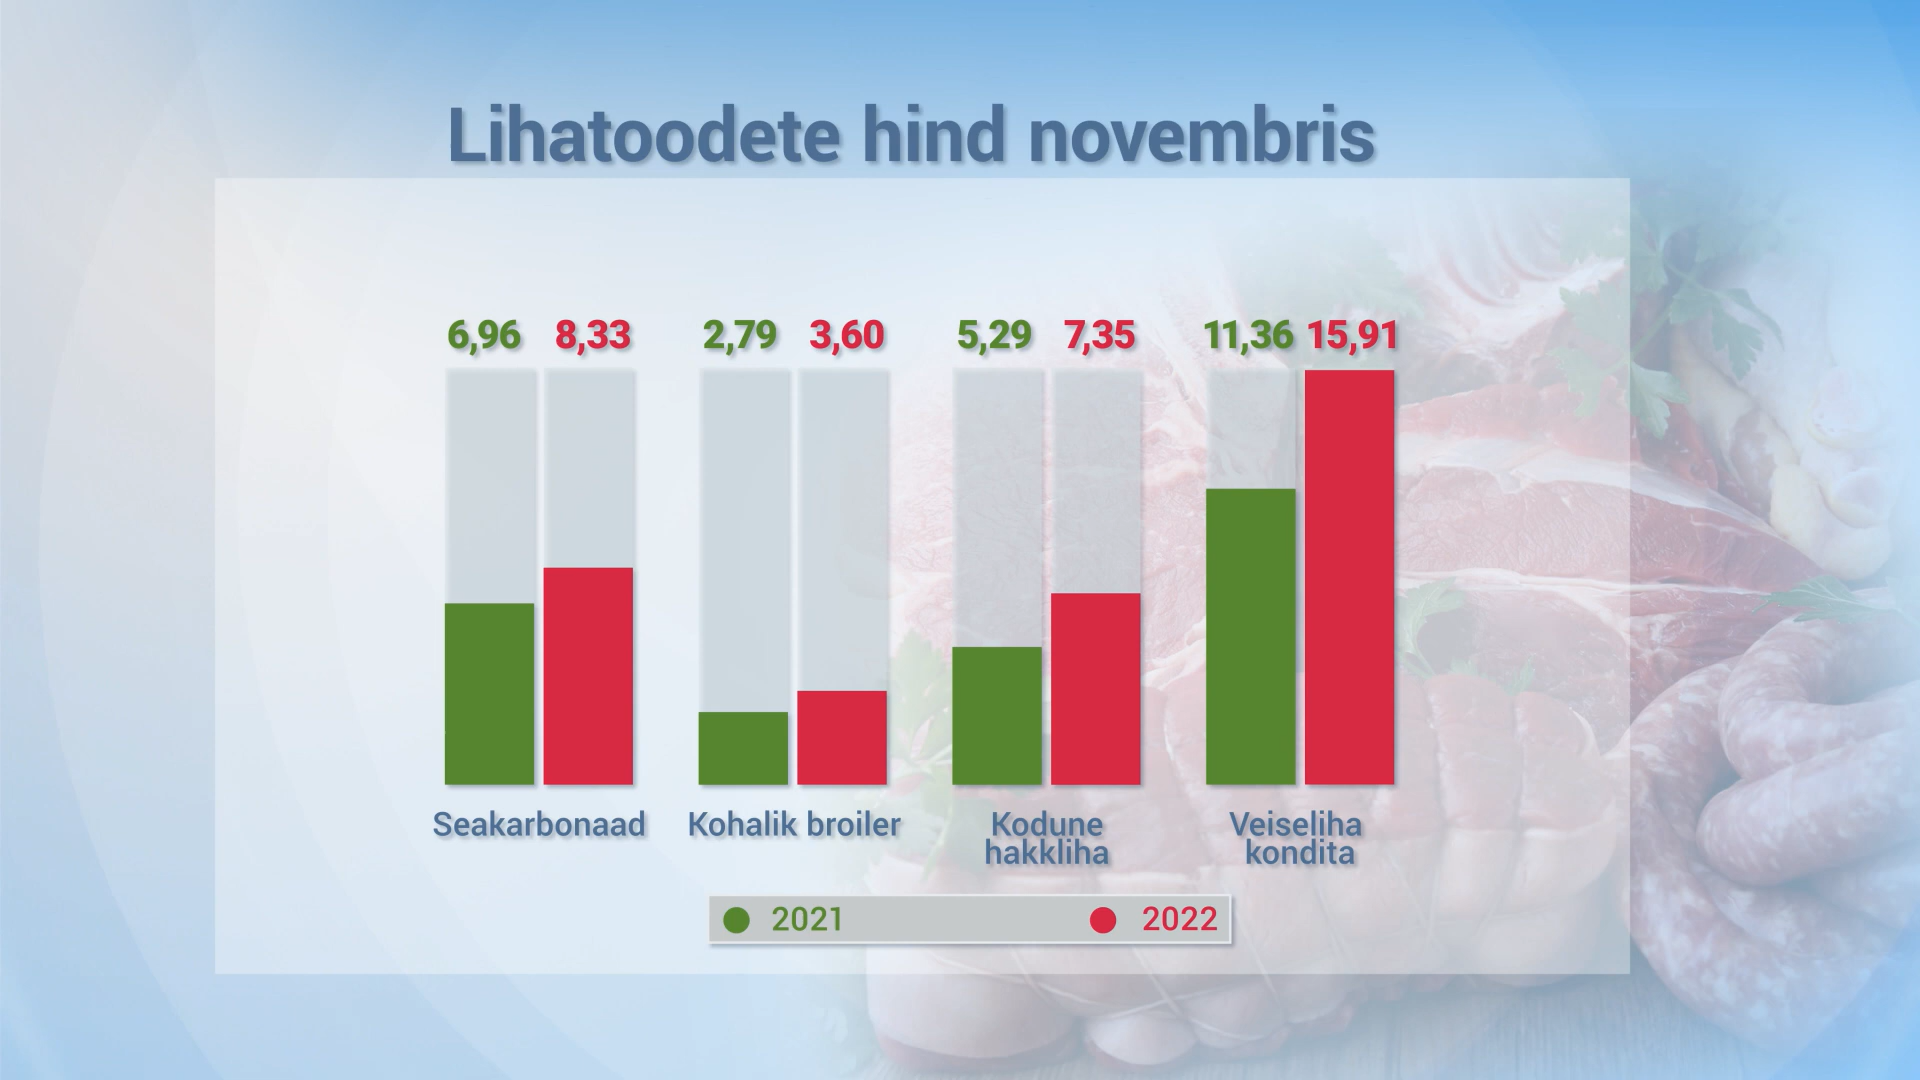 Lihatoodete hind novembris
6,96 8,33 2,79 3,60 5,29 7,35 11,36 15,91
Seakarbonaad
Kohalik broiler
Kodune
hakkliha
Veiseliha
kondita
2021 2022